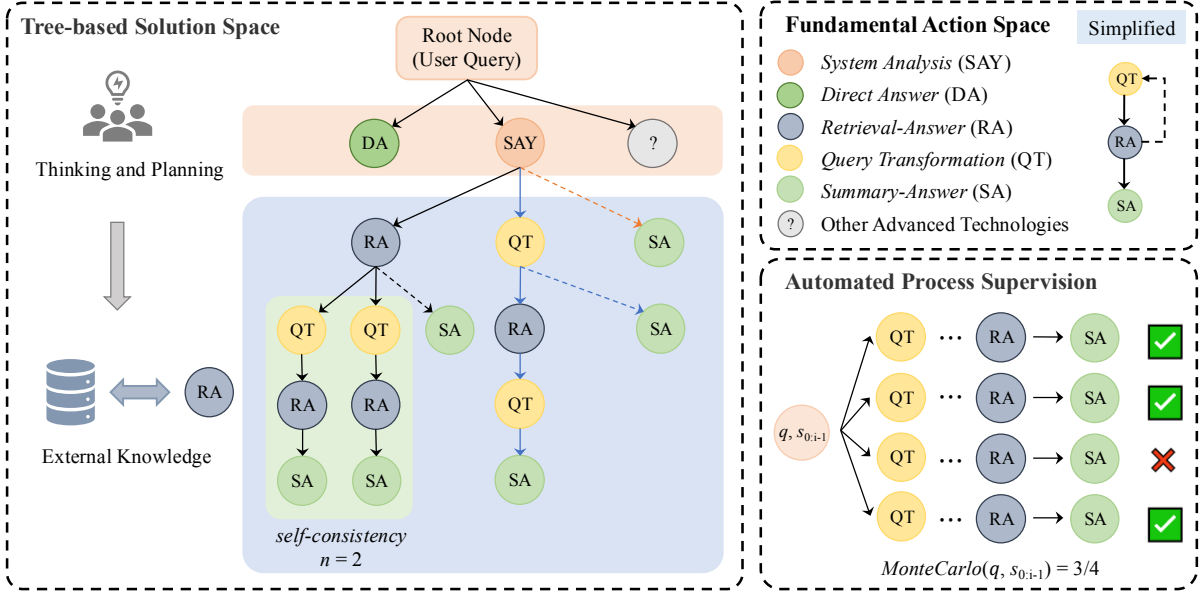 Tree-based Solution Space
Root Node
(User Query)
DA
SAY
?
Thinking and Planning
RA
QT
SA
QT
QT
SA
RA
SA
RA
RA
QT
RA
External Knowledge
SA
SA
SA
self-consistency
n = 2
Fundamental Action Space
Simplified
System Analysis (SAY)
Direct Answer (DA)
Retrieval-Answer (RA)
Query Transformation (QT)
Summary-Answer (SA)
? Other Advanced Technologies
QT
RA
SA
Automated Process Supervision
QT ... RA SA
QT ... RA SA
q, s0:i-1
QT ... RA SA
QT ... RA SA
MonteCarlo(q, s0:i-1) = 3/4